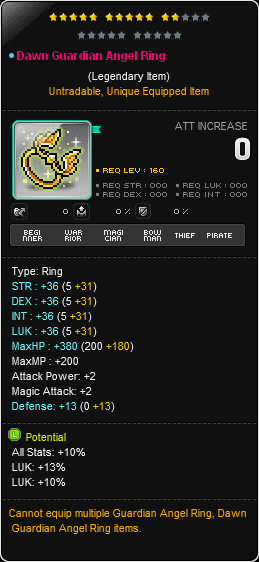 Dawn Guardian Angel Ring
(Legendary Item)
Untradable, Unique Equipped Item
ATT INCREASE
0
REQ LEV : 160
REQ STR : 000 REQ LUK : 000
REQ DEX : 000 REQ INT : 000
0 0 % 0 %
BEGINNER WARRIOR MAGICIAN BOWMAN THIEF PIRATE
Type: Ring
STR : +36 (5 +31)
DEX : +36 (5 +31)
INT : +36 (5 +31)
LUK : +36 (5 +31)
MaxHP : +380 (200 +180)
MaxMP : +200
Attack Power: +2
Magic Attack: +2
Defense: +13 (0 +13)
L Potential
All Stats: +10%
LUK: +13%
LUK: +10%
Cannot equip multiple Guardian Angel Ring, Dawn
Guardian Angel Ring items.